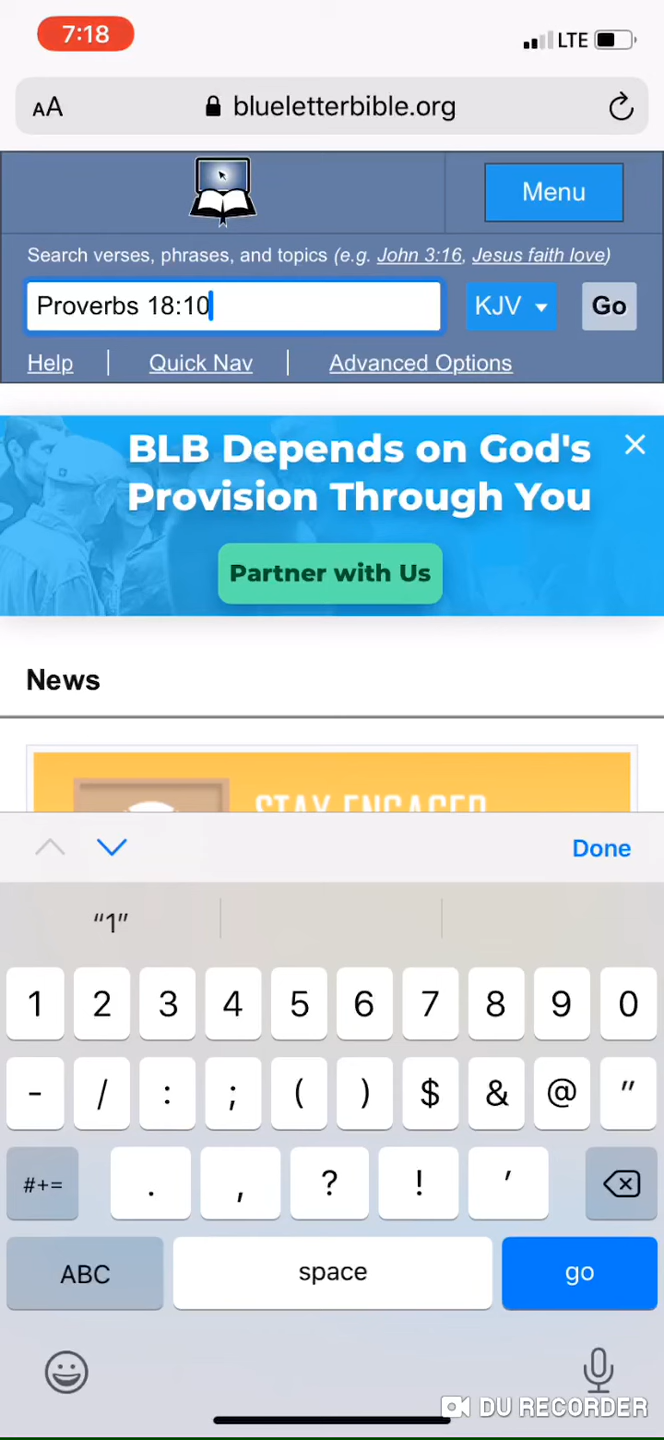 7:18
LTE
AA blueletterbible.org
Menu
Search verses, phrases, and topics (e.g. John 3:16, Jesus faith love)
Proverbs 18:10 KJV Go
Help | Quick Nav | Advanced Options
BLB Depends on God's
Provision Through You
Partner with Us
News
STAY ENGAGED
Done
“1”
1 2 3 4 5 6 7 8 9 0
- / : ; ( ) $ & @ "
#+= . , ? ! '
ABC space go
DU RECORDER